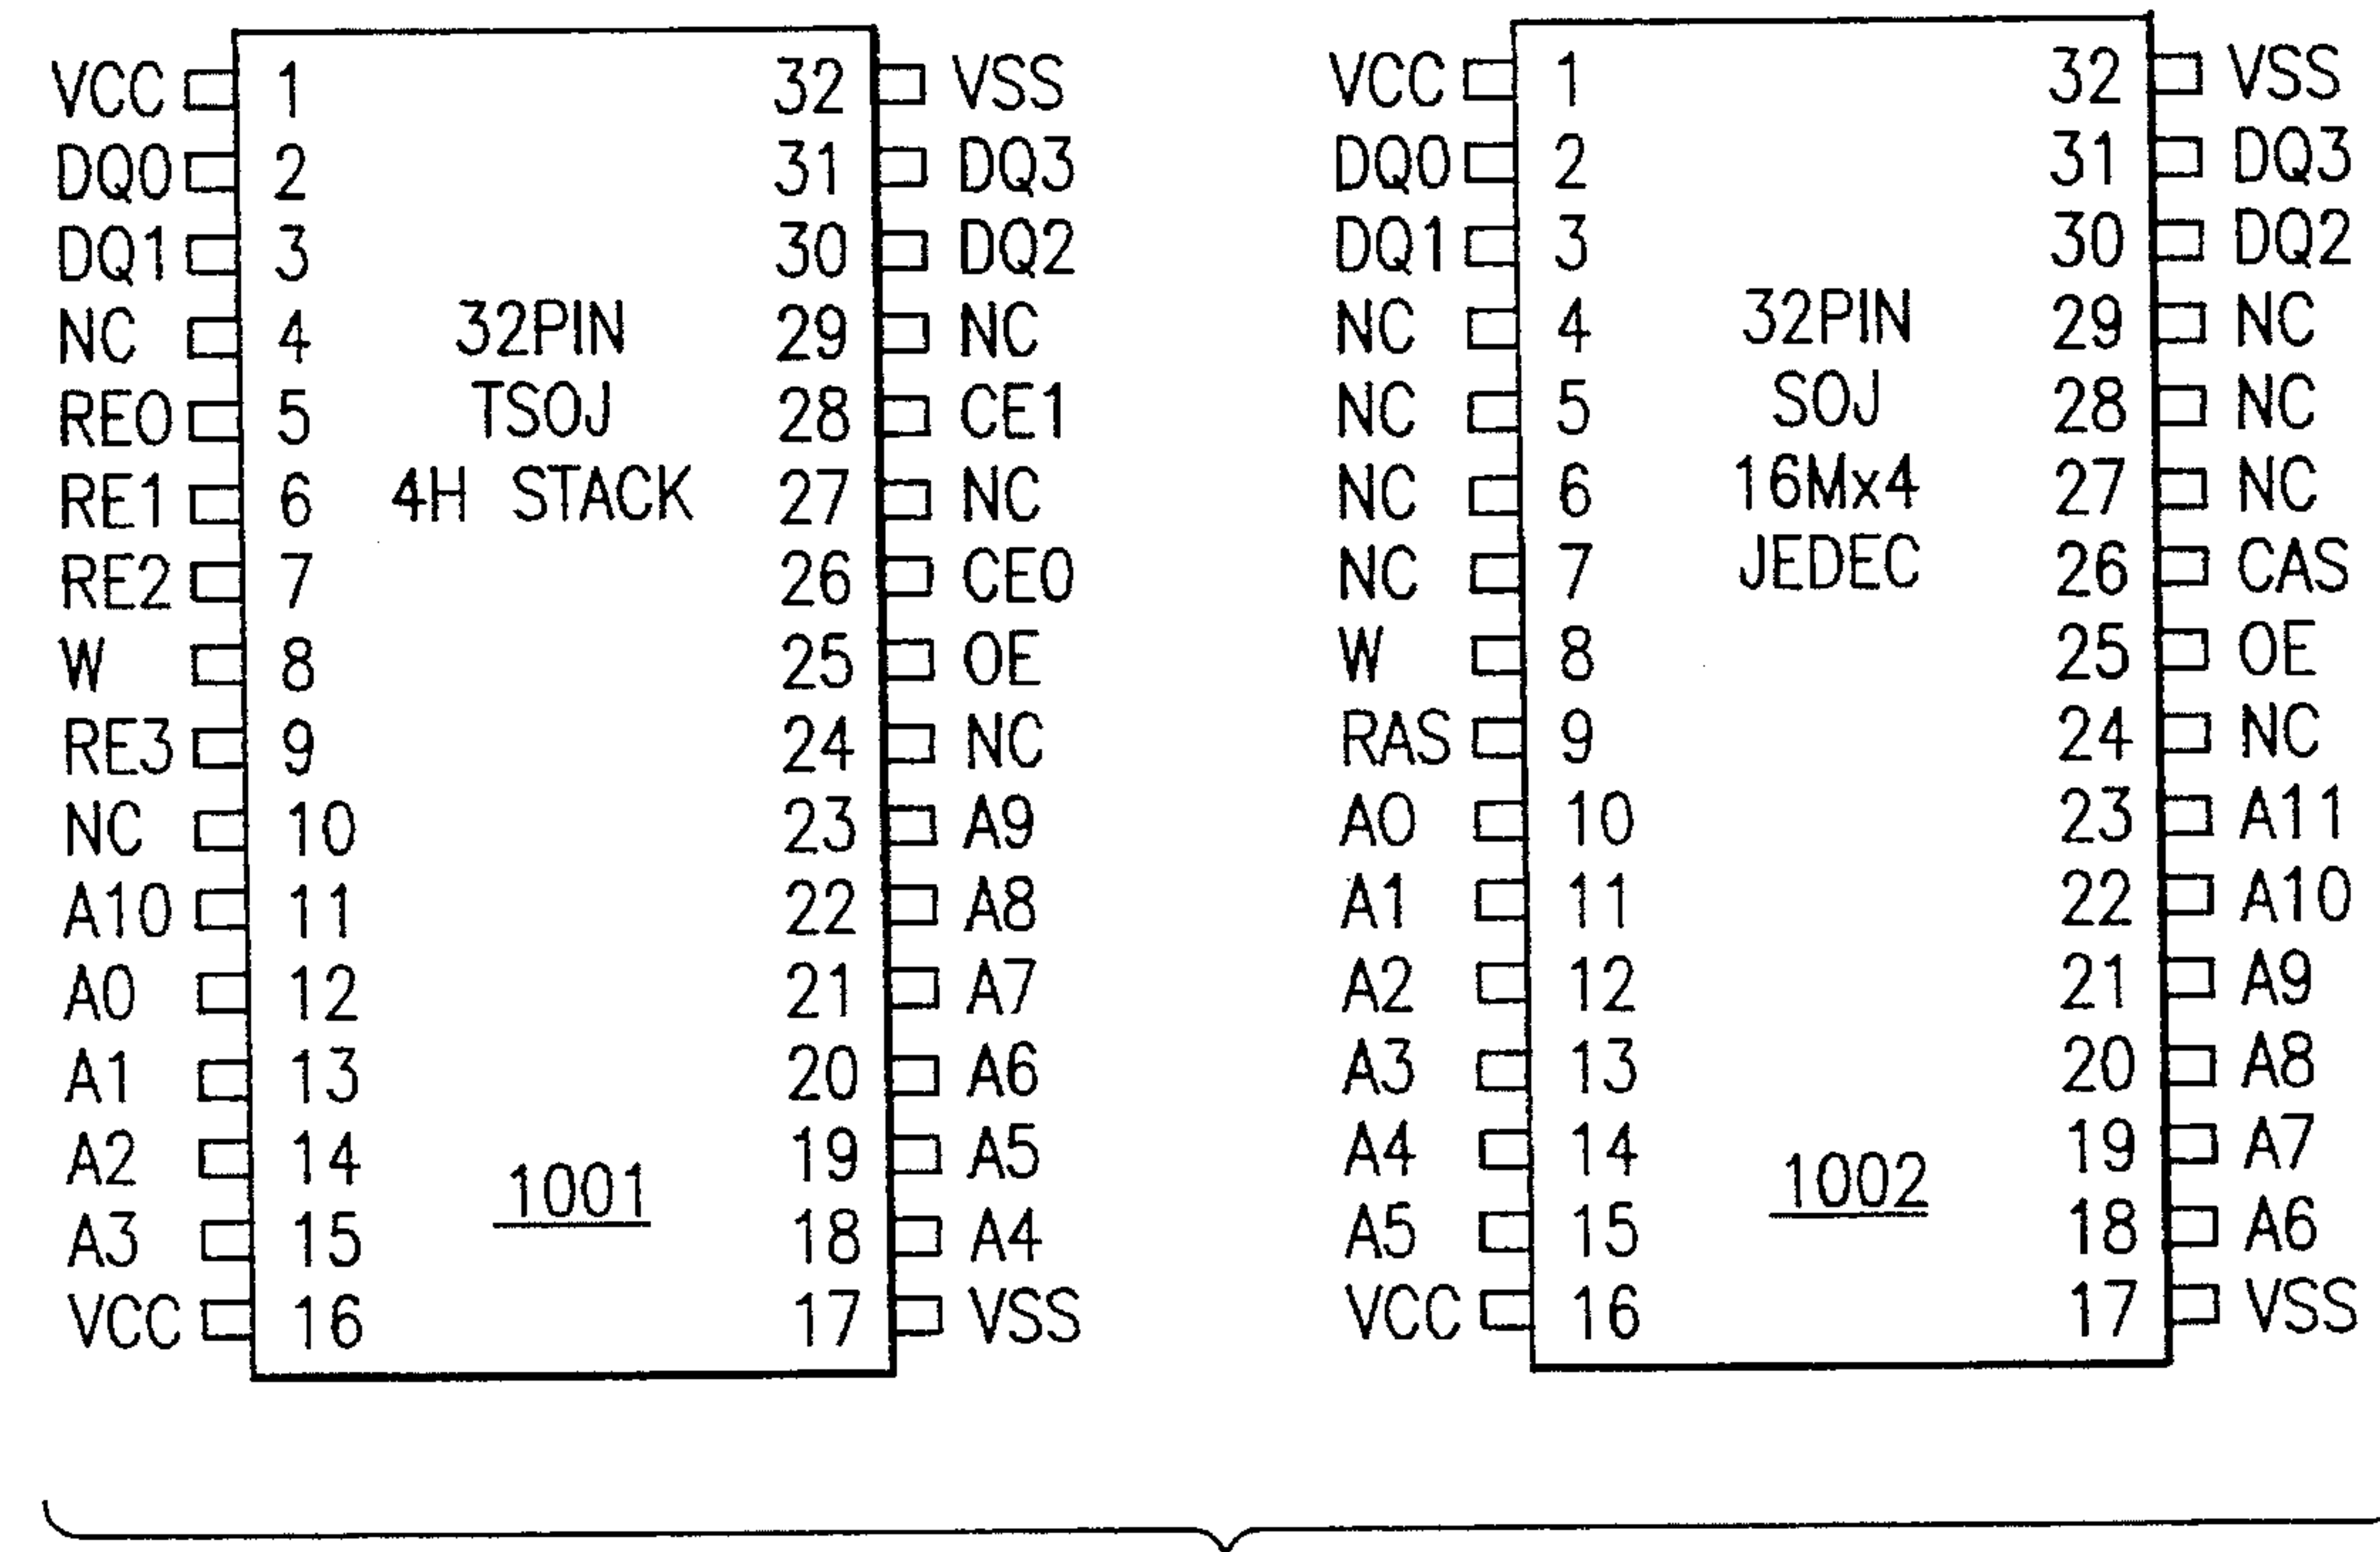 VCC 1 32 VSS
DQ0 2 31 DQ3
DQ1 3 30 DQ2
NC 4 32PIN 29 NC
RE0 5 TSOJ 28 CE1
RE1 6 4H STACK 27 NC
RE2 7 26 CE0
W 8 25 OE
RE3 9 24 NC
NC 10 23 A9
A10 11 22 A8
A0 12 21 A7
A1 13 20 A6
A2 14 19 A5
1001
A3 15 18 A4
VCC 16 17 VSS
VCC 1 32 VSS
DQ0 2 31 DQ3
DQ1 3 30 DQ2
NC 4 32PIN 29 NC
NC 5 SOJ 28 NC
NC 6 16Mx4 27 NC
NC 7 JEDEC 26 CAS
W 8 25 OE
RAS 9 24 NC
A0 10 23 A11
A1 11 22 A10
A2 12 21 A9
A3 13 20 A8
A4 14 19 A7
1002
A5 15 18 A6
VCC 16 17 VSS